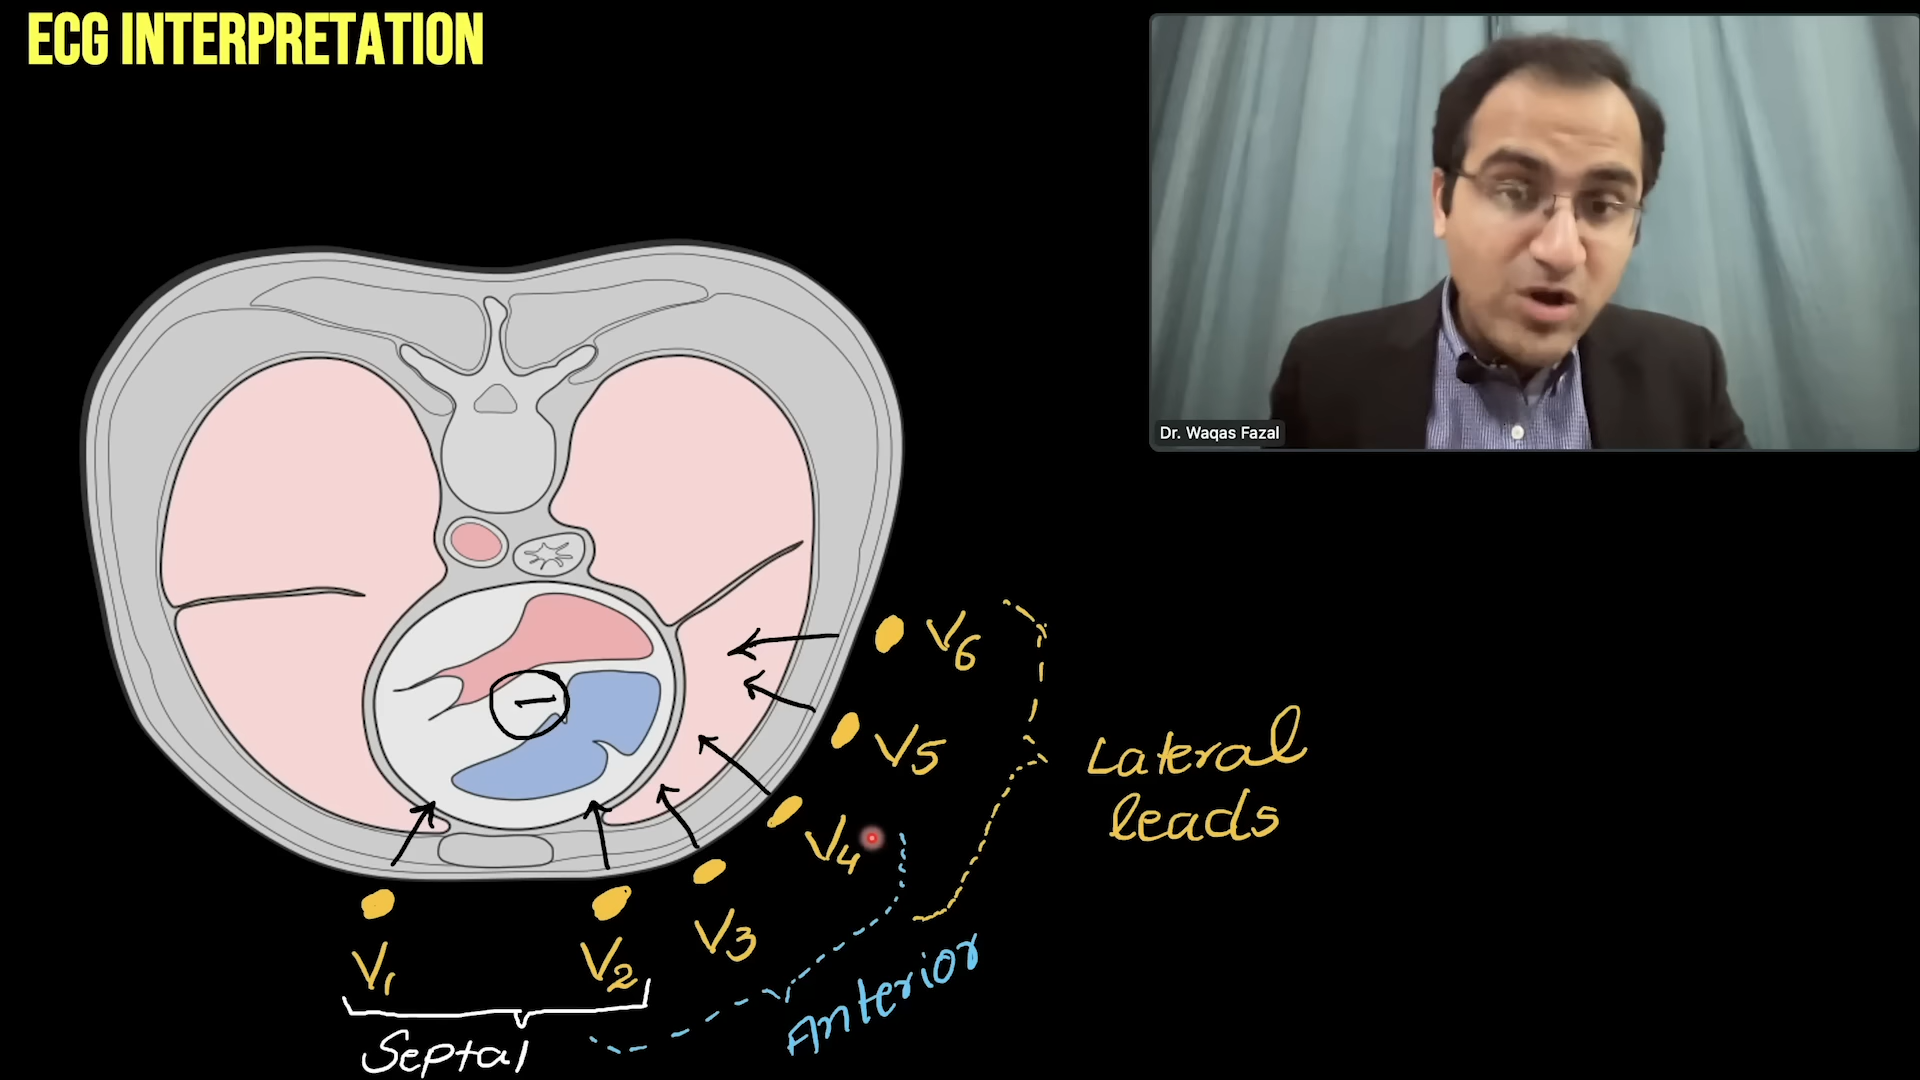 ECG INTERPRETATION
Dr. Waqas Fazal
V6
V5
Lateral
leads
V4
V3
V1
V2
Anterior
Septal